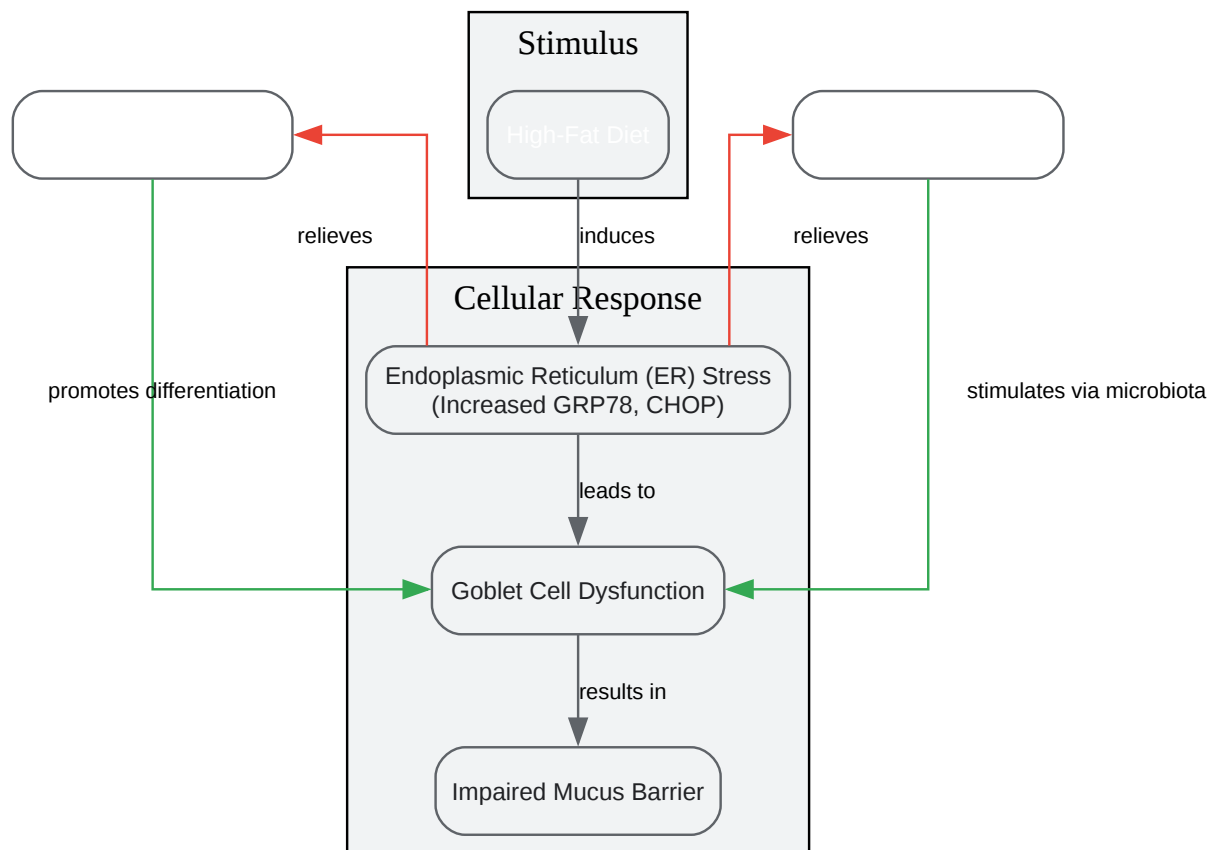 Stimulus
High-Fat Diet
relieves
induces
relieves
Cellular Response
Endoplasmic Reticulum (ER) Stress
(Increased GRP78, CHOP)
promotes differentiation
stimulates via microbiota
leads to
Goblet Cell Dysfunction
results in
Impaired Mucus Barrier